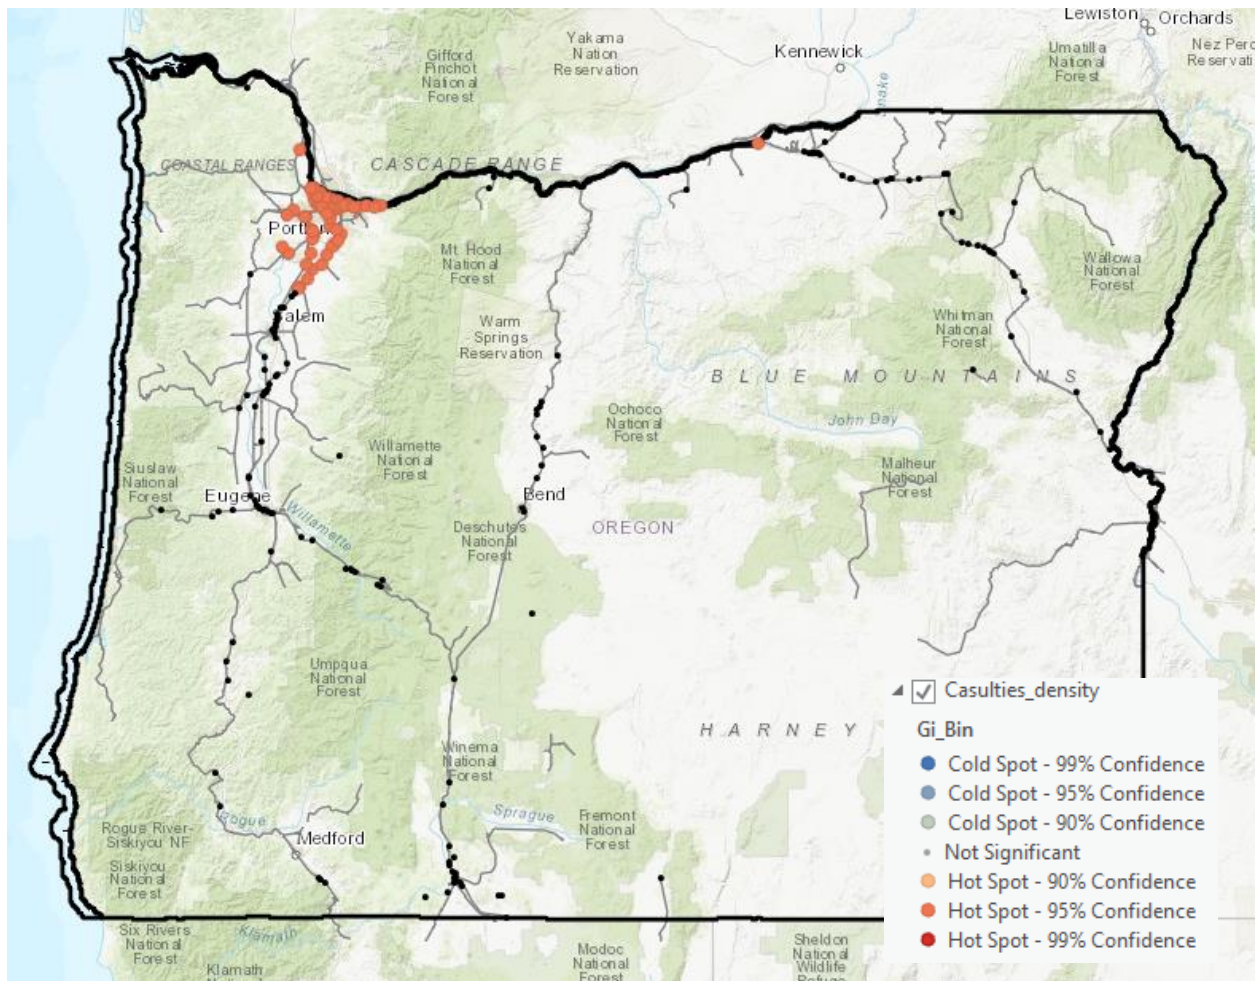 Lewiston
Orchards
Yakama
Nation
Reservation
Kennewick
Gifford
Pinchot
National
Forest
Umatilla
National
Forest
Nez Perc
Reservati
nake
COASTAL RANGES
CASCADE RANGE
Portl
Mt Hood
National
Forest
Wallowa
National
Forest
Salem
Warm
Springs
Reservation
Whitman
National
Forest
BLUE MOUNTAINS
Ochoco
National
Forest
John Day
Willamette
National
Forest
Malheur
National
Forest
Siuslaw
National
Forest
Eugene
Willamette
Bend
Deschutes
National
Forest
OREGON
Umpqua
National
Forest
Casulties_density
Gi_Bin
HARNEY
Winema
National
Forest
Cold Spot - 99% Confidence
Cold Spot - 95% Confidence
Cold Spot - 90% Confidence
Not Significant
Hot Spot - 90% Confidence
Hot Spot - 95% Confidence
Hot Spot - 99% Confidence
Rogue
Sprague
Fremont
National
Forest
Rogue River-
Siskiyou NF
Medford
Siskiyou
National
Forest
Six Rivers
National
Forest
Klamath
Klamath
Modoc
National
Forest
Sheldon
National
Wildlife